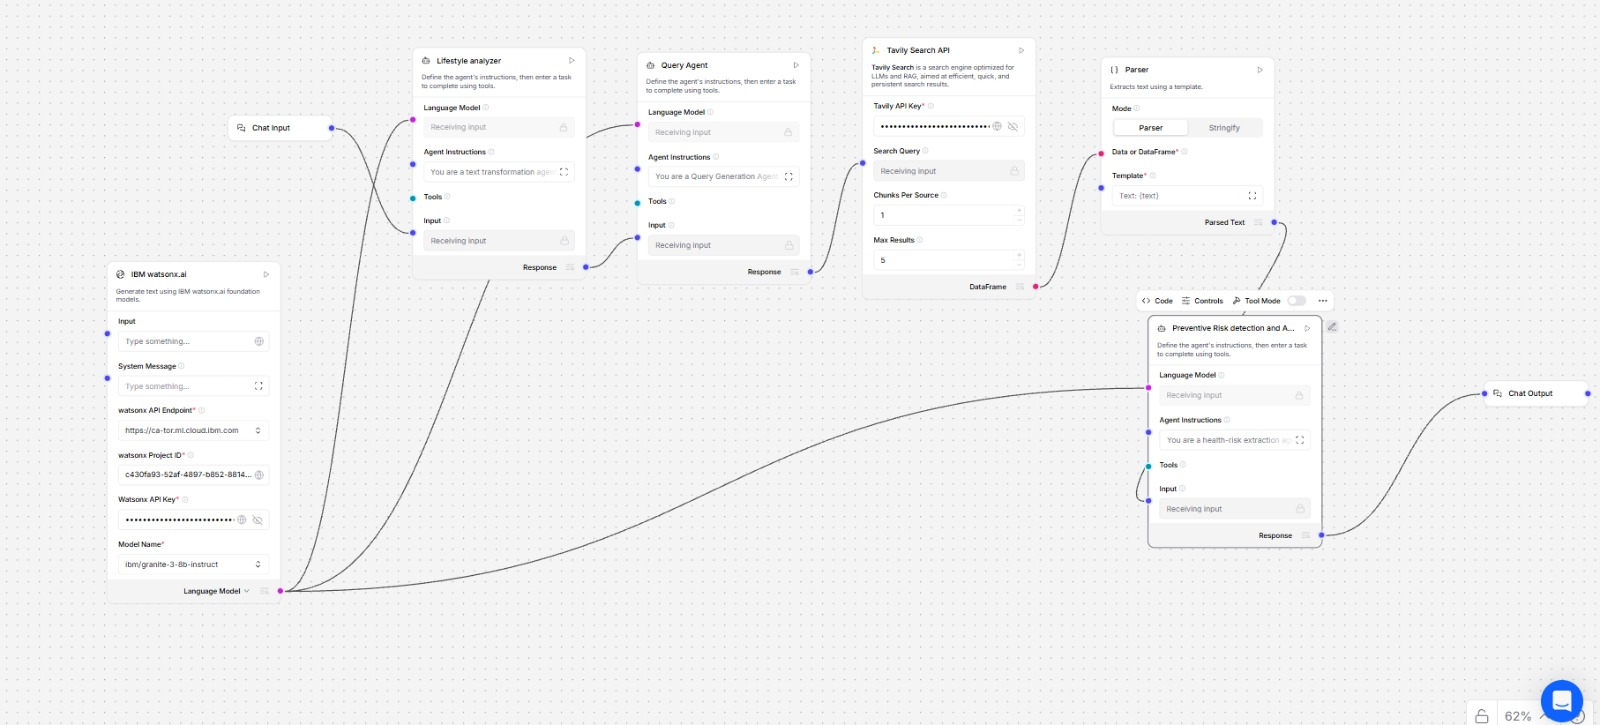 Chat Input
IBM watsonx.ai
Generate text using IBM watsonx.ai foundation
models.
Input
Type something...
System Message
Type something...
watsonx API Endpoint*
https://ca-tor.ml.cloud.ibm.com
watsonx Project ID*
c430fa93-52af-4897-b852-8814...
Watsonx API Key*
••••••••••••••••••••••••••
Model Name*
ibm/granite-3-8b-instruct
Language Model
Lifestyle analyzer
Define the agent's instructions, then enter a task
to complete using tools.
Language Model
Receiving input
Agent Instructions
You are a text transformation agen
Tools
Input
Receiving input
Response
Query Agent
Define the agent's instructions, then enter a task
to complete using tools.
Language Model
Receiving input
Agent Instructions
You are a Query Generation Agent
Tools
Input
Receiving input
Response
Tavily Search API
Tavily Search is a search engine optimized for
LLMs and RAG, aimed at efficient, quick, and
persistent search results.
Tavily API Key*
••••••••••••••••••••••••••
Search Query
Receiving input
Chunks Per Source
1
Max Results
5
DataFrame
Parser
Extracts text using a template.
Mode
Parser Stringify
Data or DataFrame*
Template*
Text: {text}
Parsed Text
Code Controls Tool Mode
Preventive Risk detection and A...
Define the agent's instructions, then enter a task
to complete using tools.
Language Model
Receiving input
Agent Instructions
You are a health-risk extraction ag
Tools
Input
Receiving input
Response
Chat Output
62%